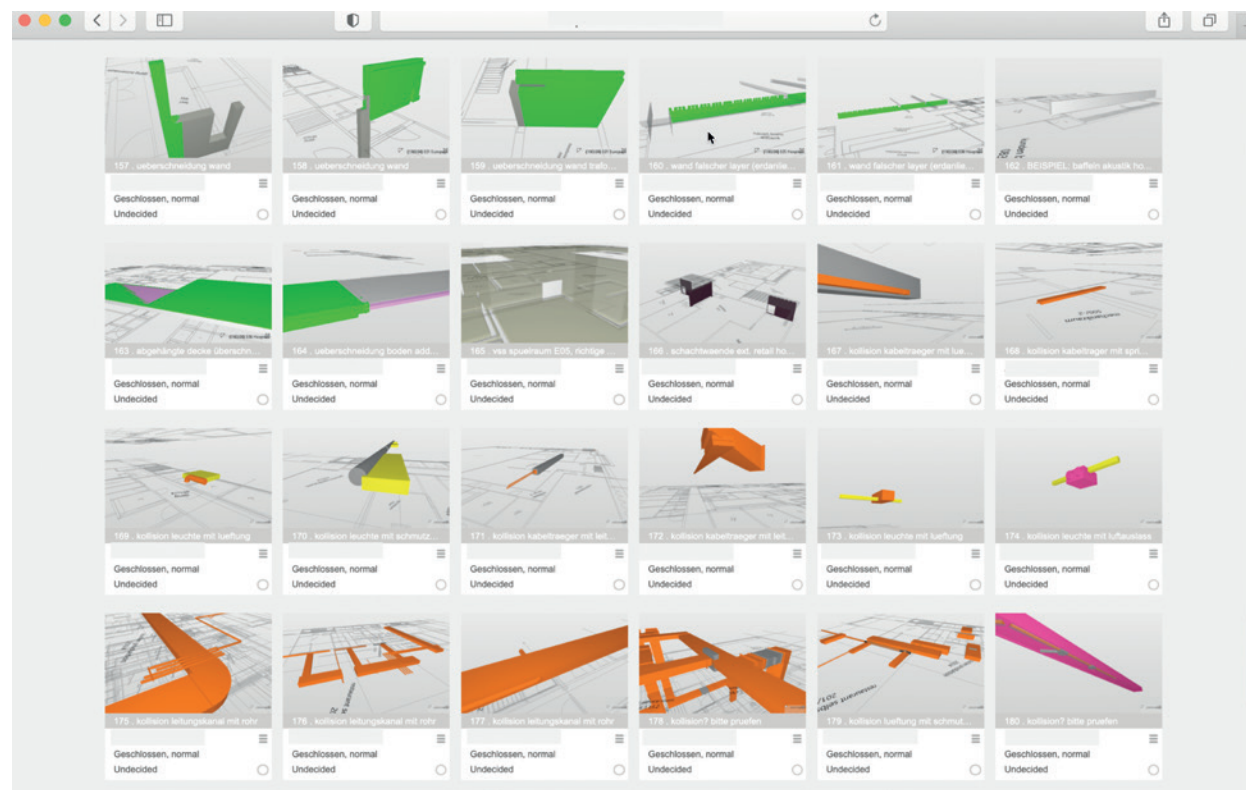 157 . ueberschneidung wand
158 . ueberschneidung wand
159 . ueberschneidung wand trafo...
160 . wand falscher layer (erdanlie...
161 . wand falscher layer (erdanlie...
162 . BEISPIEL: baffeln akustik ho...
Geschlossen, normal
Undecided
Geschlossen, normal
Undecided
Geschlossen, normal
Undecided
Geschlossen, normal
Undecided
Geschlossen, normal
Undecided
Geschlossen, normal
Undecided
163 . abgehängte decke überschn...
164 . ueberschneidung boden add...
165 . vss spuelraum E05, richtige ...
166 . schachtwaende ext. retail ho...
167 . kollision kabeltraeger mit lue...
168 . kollision kabeltrager mit spri...
Geschlossen, normal
Undecided
Geschlossen, normal
Undecided
Geschlossen, normal
Undecided
Geschlossen, normal
Undecided
Geschlossen, normal
Undecided
Geschlossen, normal
Undecided
169 . kollision leuchte mit lueftung
170 . kollision leuchte mit schmutz...
171 . kollision kabeltraeger mit leit...
172 . kollision kabeltraeger mit leit...
173 . kollision leuchte mit lueftung
174 . kollision leuchte mit luftauslass
Geschlossen, normal
Undecided
Geschlossen, normal
Undecided
Geschlossen, normal
Undecided
Geschlossen, normal
Undecided
Geschlossen, normal
Undecided
Geschlossen, normal
Undecided
175 . kollision leitungskanal mit rohr
176 . kollision leitungskanal mit rohr
177 . kollision leitungskanal mit rohr
178 . kollision? bitte pruefen
179 . kollision lueftung mit schmut...
180 . kollision? bitte pruefen
Geschlossen, normal
Undecided
Geschlossen, normal
Undecided
Geschlossen, normal
Undecided
Geschlossen, normal
Undecided
Geschlossen, normal
Undecided
Geschlossen, normal
Undecided